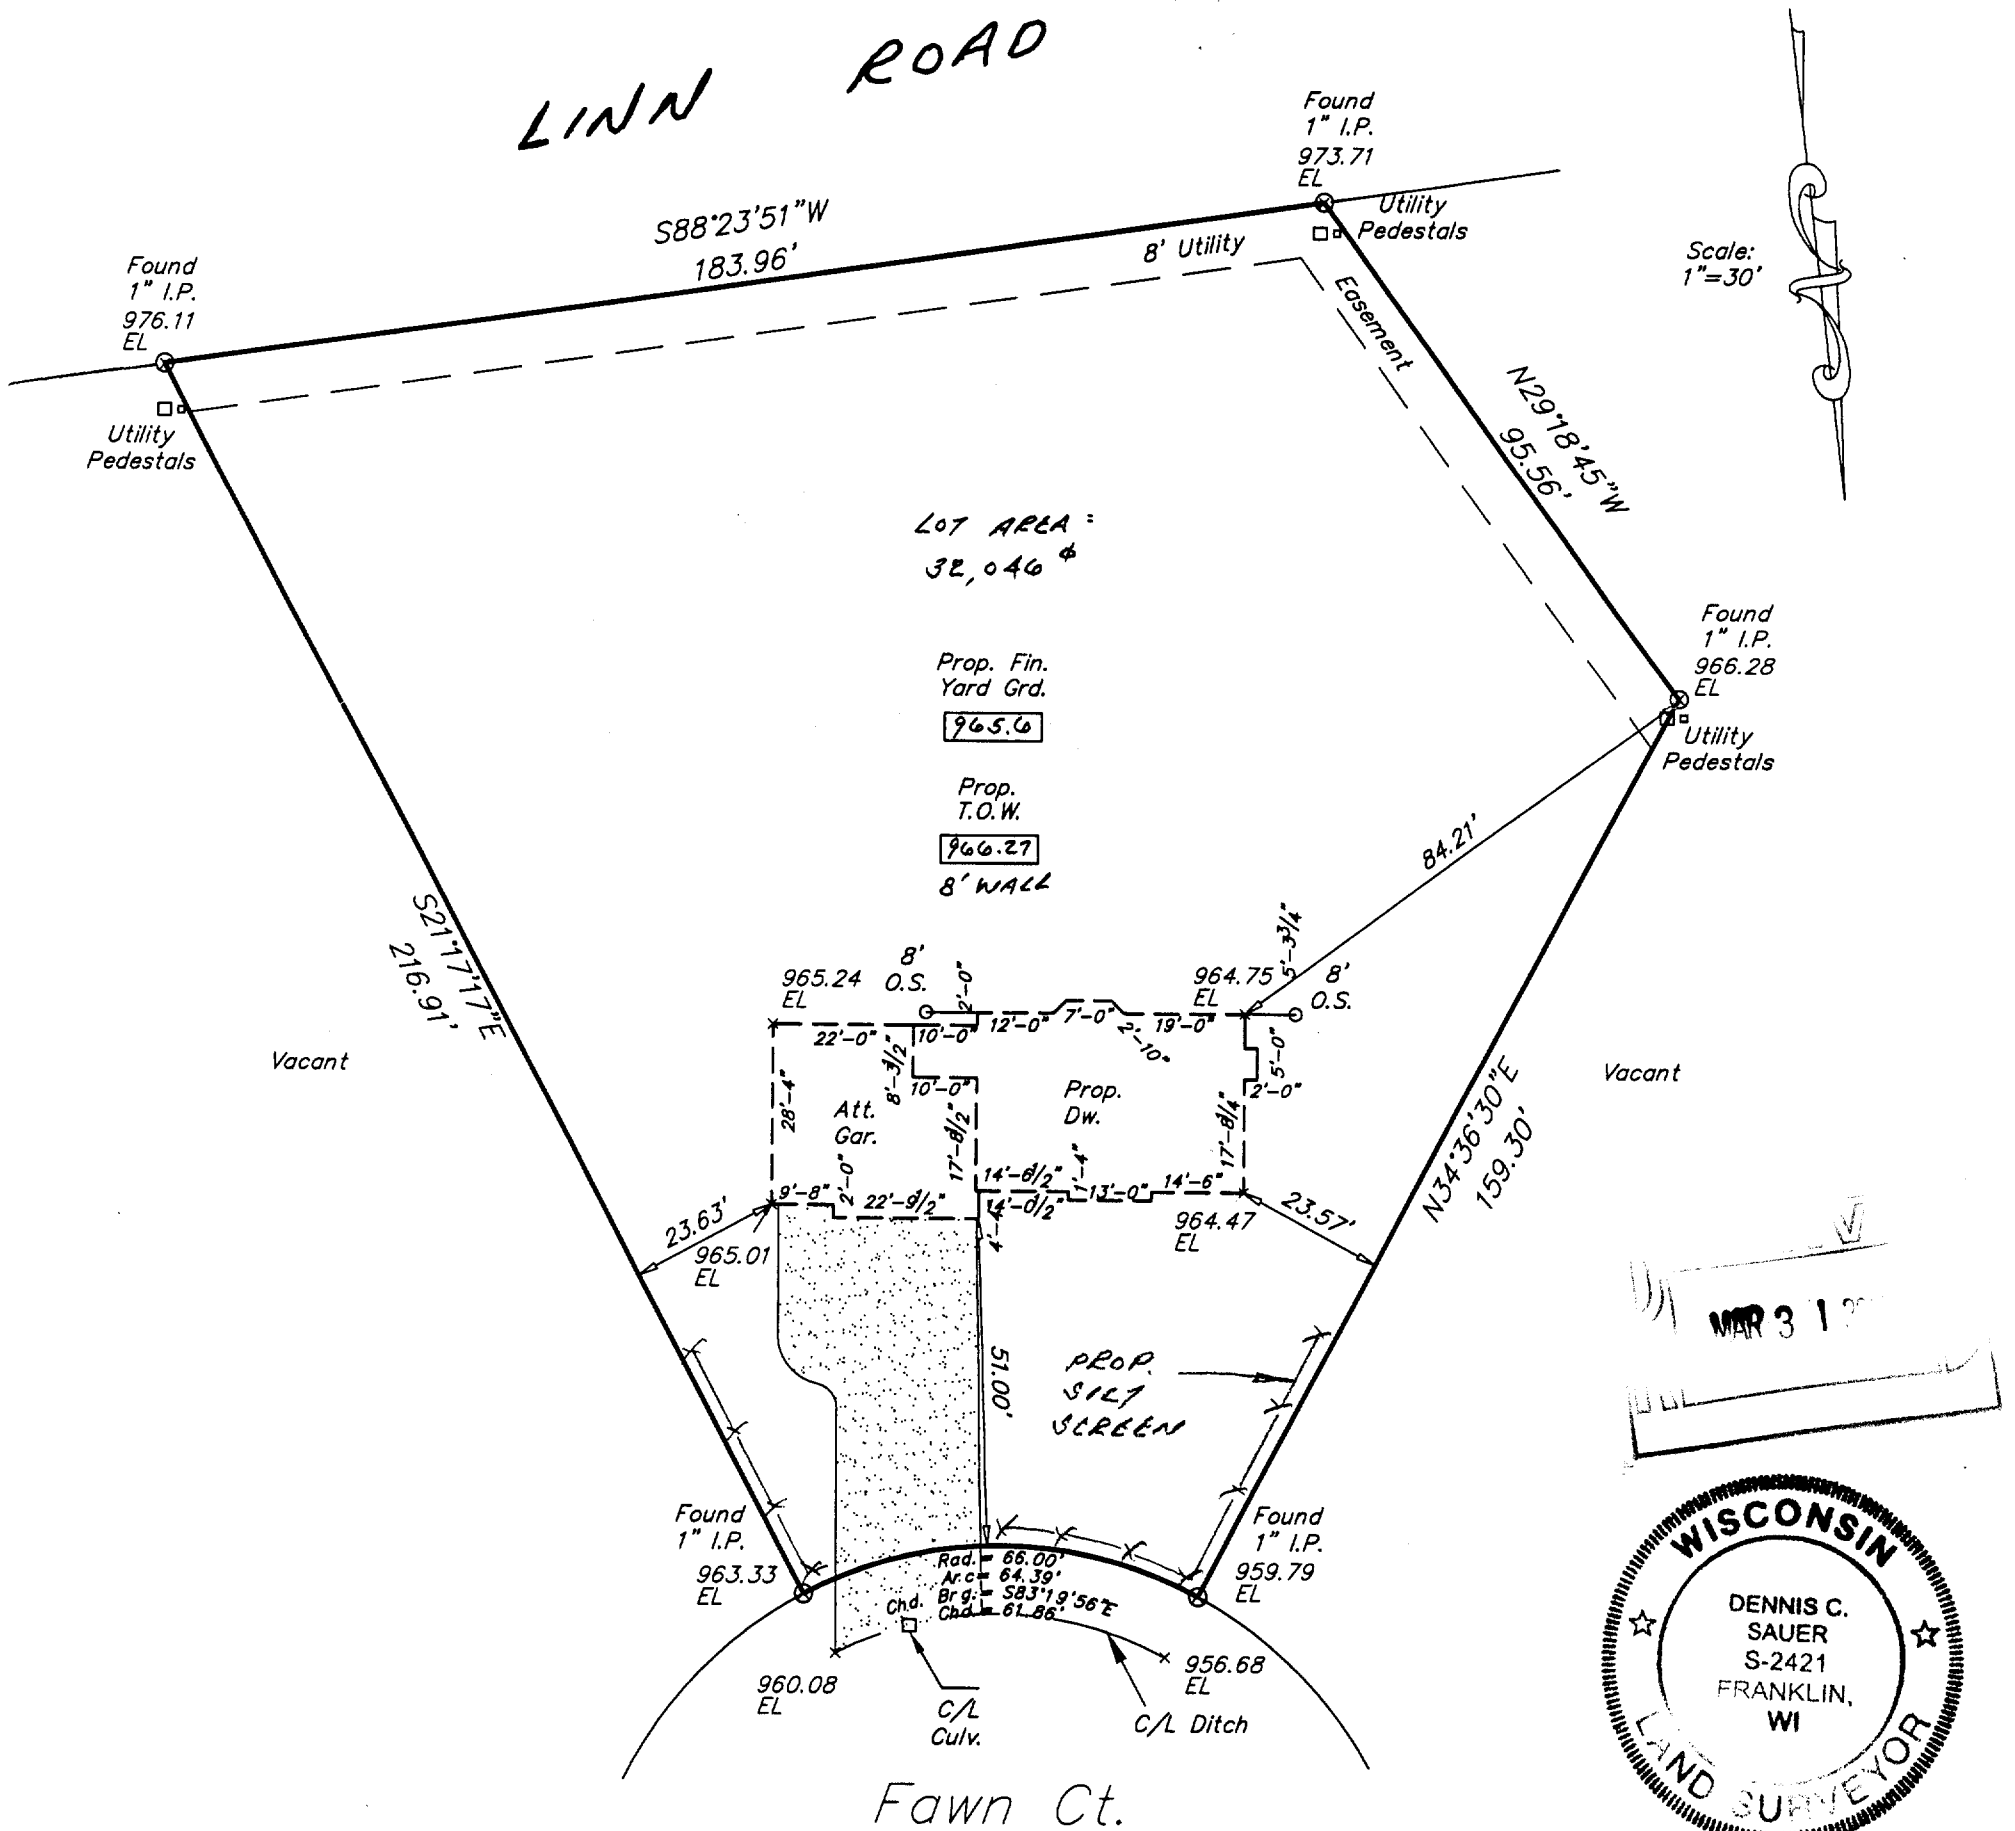 LINN ROAD
Found
1" I.P.
973.71
EL
Utility
Pedestals
S88°23'51"W
183.96'
8' Utility
Easement
Scale:
1"=30'
Found
1" I.P.
976.11
EL
Utility
Pedestals
N29°18'45"W
95.56'
LOT AREA =
32,046
Found
1" I.P.
966.28
EL
Utility
Pedestals
Prop. Fin.
Yard Grd.
965.6
Prop.
T.O.W.
966.27
8' WALL
84.21'
S21°17'17"E
216.91'
965.24
EL
8'
O.S.
2'-0"
964.75
EL
5'-3 3/4"
8'
O.S.
22'-0"
10'-0"
12'-0"
7'-0"
2'-10"
19'-0"
Vacant
28'-4"
8'-3 1/2"
10'-0"
Att.
Gar.
17'-8 1/2"
Prop.
Dw.
5'-0"
2'-0"
17'-8 1/4"
Vacant
N34°36'30"E
159.30'
9'-8"
2'-0"
22'-9 1/2"
14'-6 1/2"
14'-0 1/2"
1'-4"
13'-0"
14'-6"
4'-4"
23.63'
965.01
EL
964.47
EL
23.57'
51.00'
PROP.
SILT
SCREEN
MAR 31
Found
1" I.P.
963.33
EL
Rad. = 66.00'
Arc = 64.39'
Brg. = S83°19'56"E
Chd. = 61.86'
Chd.
Found
1" I.P.
959.79
EL
960.08
EL
C/L
Culv.
956.68
EL
C/L Ditch
Fawn Ct.
WISCONSIN
DENNIS C.
SAUER
S-2421
FRANKLIN,
WI
LAND SURVEYOR